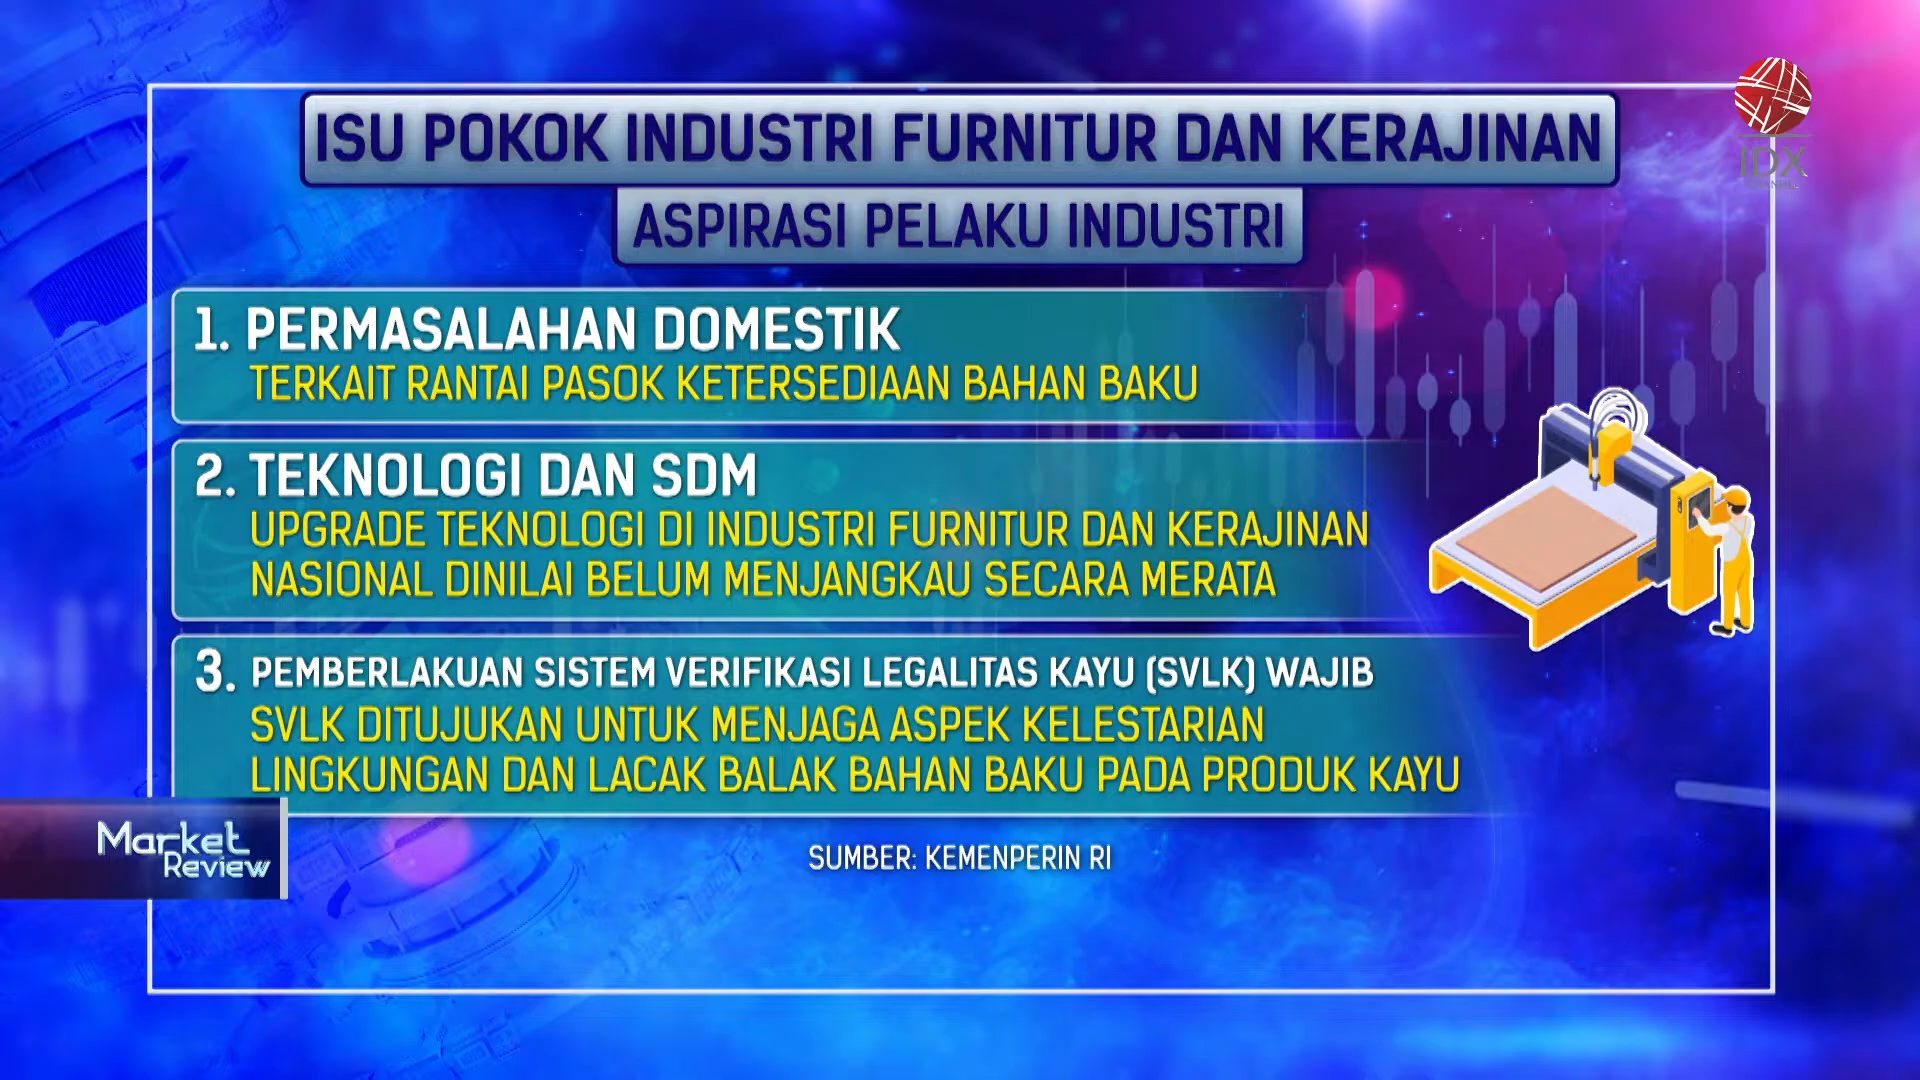 ISU POKOK INDUSTRI FURNITUR DAN KERAJINAN
ASPIRASI PELAKU INDUSTRI
IDX
CHANNEL
1. PERMASALAHAN DOMESTIK
TERKAIT RANTAI PASOK KETERSEDIAAN BAHAN BAKU
2. TEKNOLOGI DAN SDM
UPGRADE TEKNOLOGI DI INDUSTRI FURNITUR DAN KERAJINAN
NASIONAL DINILAI BELUM MENJANGKAU SECARA MERATA
3. PEMBERLAKUAN SISTEM VERIFIKASI LEGALITAS KAYU (SVLK) WAJIB
SVLK DITUJUKAN UNTUK MENJAGA ASPEK KELESTARIAN
LINGKUNGAN DAN LACAK BALAK BAHAN BAKU PADA PRODUK KAYU
Market
Review
SUMBER: KEMENPERIN RI